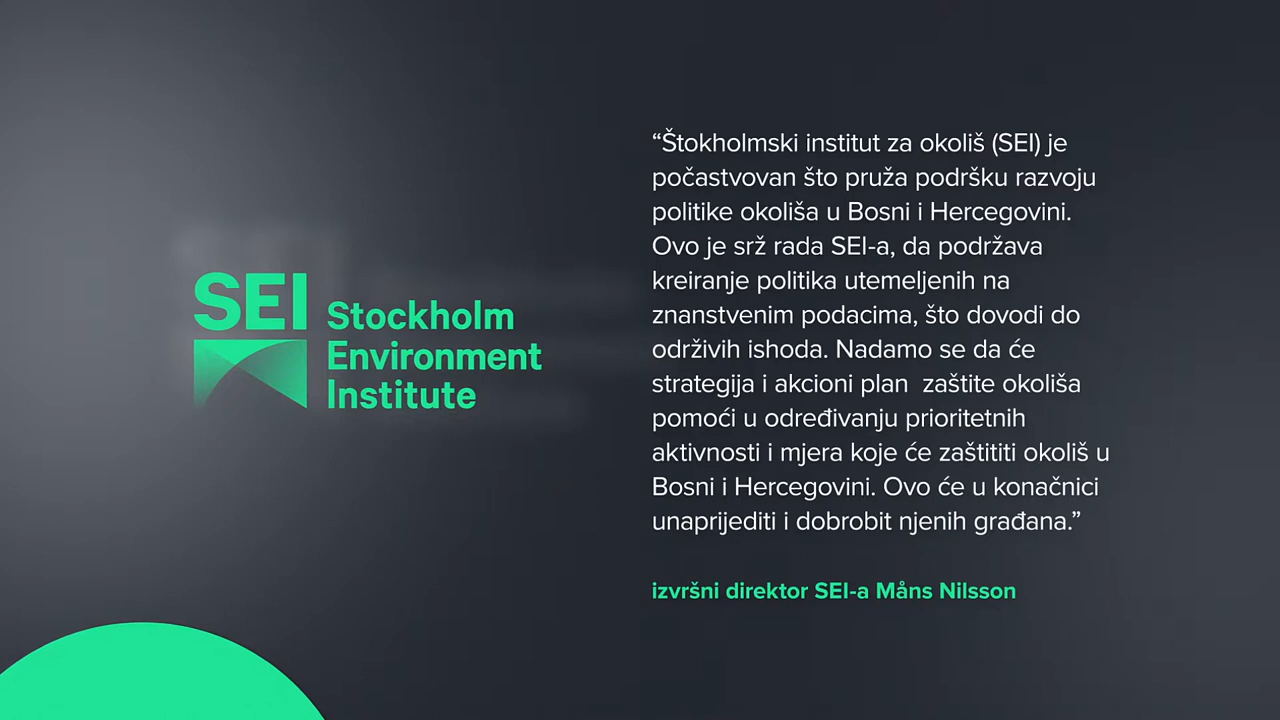 SEI Stockholm
Environment
Institute
“Štokholmski institut za okoliš (SEI) je
počastvovan što pruža podršku razvoju
politike okoliša u Bosni i Hercegovini.
Ovo je srž rada SEI-a, da podržava
kreiranje politika utemeljenih na
znanstvenim podacima, što dovodi do
održivih ishoda. Nadamo se da će
strategija i akcioni plan  zaštite okoliša
pomoći u određivanju prioritetnih
aktivnosti i mjera koje će zaštititi okoliš u
Bosni i Hercegovini. Ovo će u konačnici
unaprijediti i dobrobit njenih građana.”
izvršni direktor SEI-a Måns Nilsson